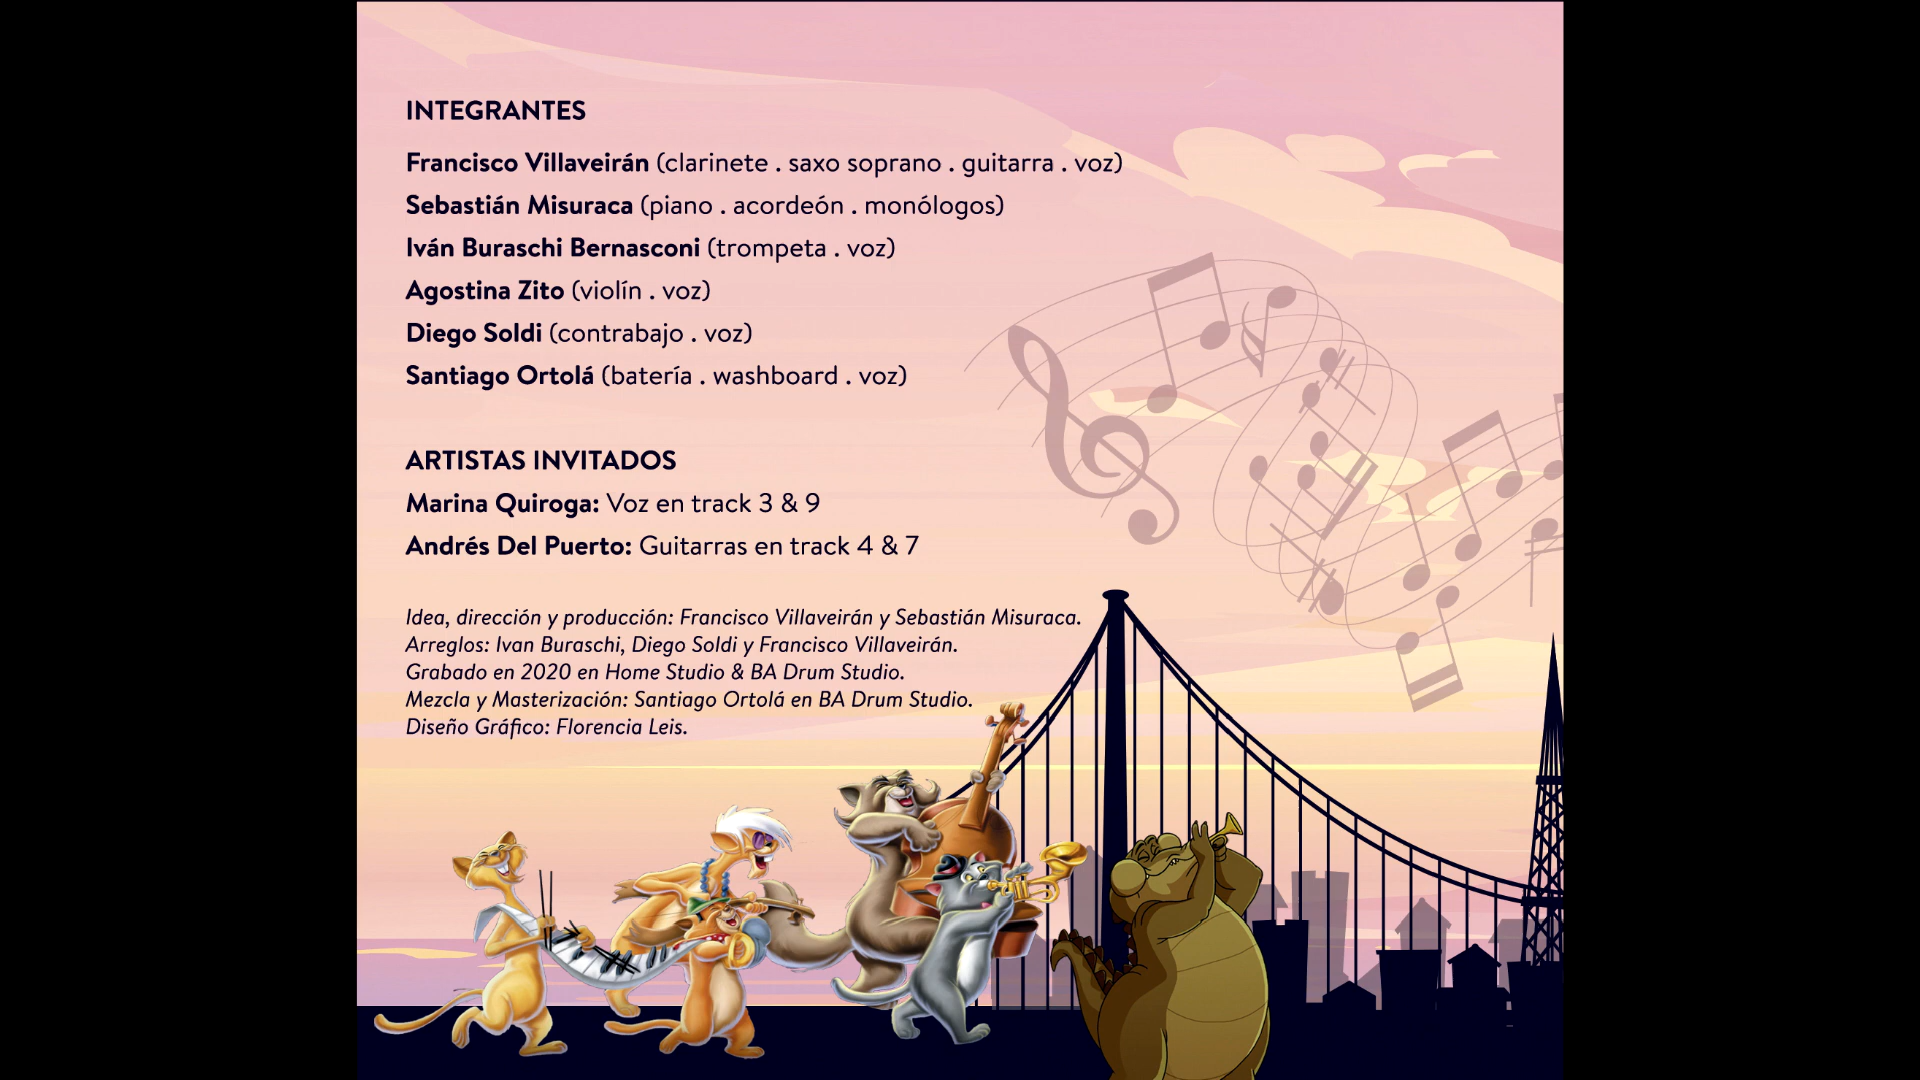 INTEGRANTES
Francisco Villaveirán (clarinete . saxo soprano . guitarra . voz)
Sebastián Misuraca (piano . acordeón . monólogos)
Iván Buraschi Bernasconi (trompeta . voz)
Agostina Zito (violín . voz)
Diego Soldi (contrabajo . voz)
Santiago Ortolá (batería . washboard . voz)
ARTISTAS INVITADOS
Marina Quiroga: Voz en track 3 & 9
Andrés Del Puerto: Guitarras en track 4 & 7
Idea, dirección y producción: Francisco Villaveirán y Sebastián Misuraca.
Arreglos: Ivan Buraschi, Diego Soldi y Francisco Villaveirán.
Grabado en 2020 en Home Studio & BA Drum Studio.
Mezcla y Masterización: Santiago Ortolá en BA Drum Studio.
Diseño Gráfico: Florencia Leis.